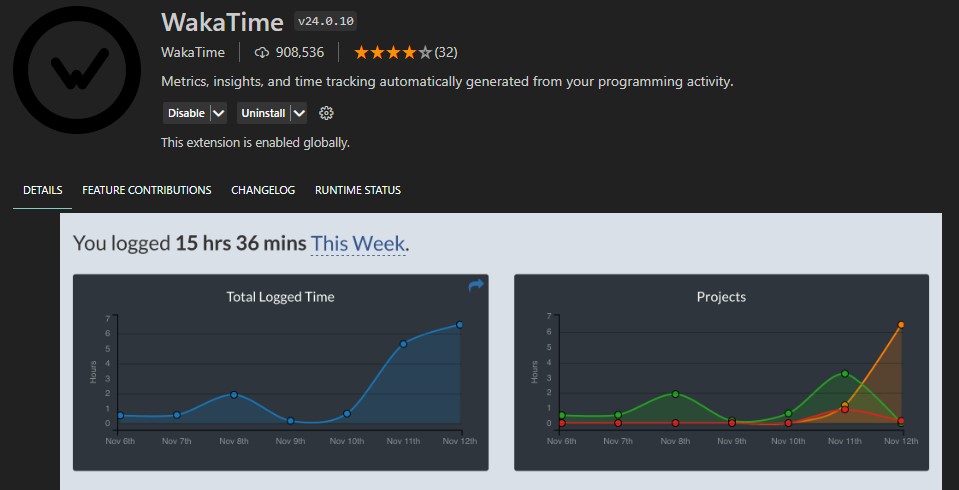 WakaTime v24.0.10
WakaTime 908,536 (32)
Metrics, insights, and time tracking automatically generated from your programming activity.
Disable Uninstall
This extension is enabled globally.
DETAILS FEATURE CONTRIBUTIONS CHANGELOG RUNTIME STATUS
You logged 15 hrs 36 mins This Week.
Total Logged Time
7
6
5
4
3
2
1
0
Hours
Nov 6th Nov 7th Nov 8th Nov 9th Nov 10th Nov 11th Nov 12th
Projects
7
6
5
4
3
2
1
0
Hours
Nov 6th Nov 7th Nov 8th Nov 9th Nov 10th Nov 11th Nov 12th